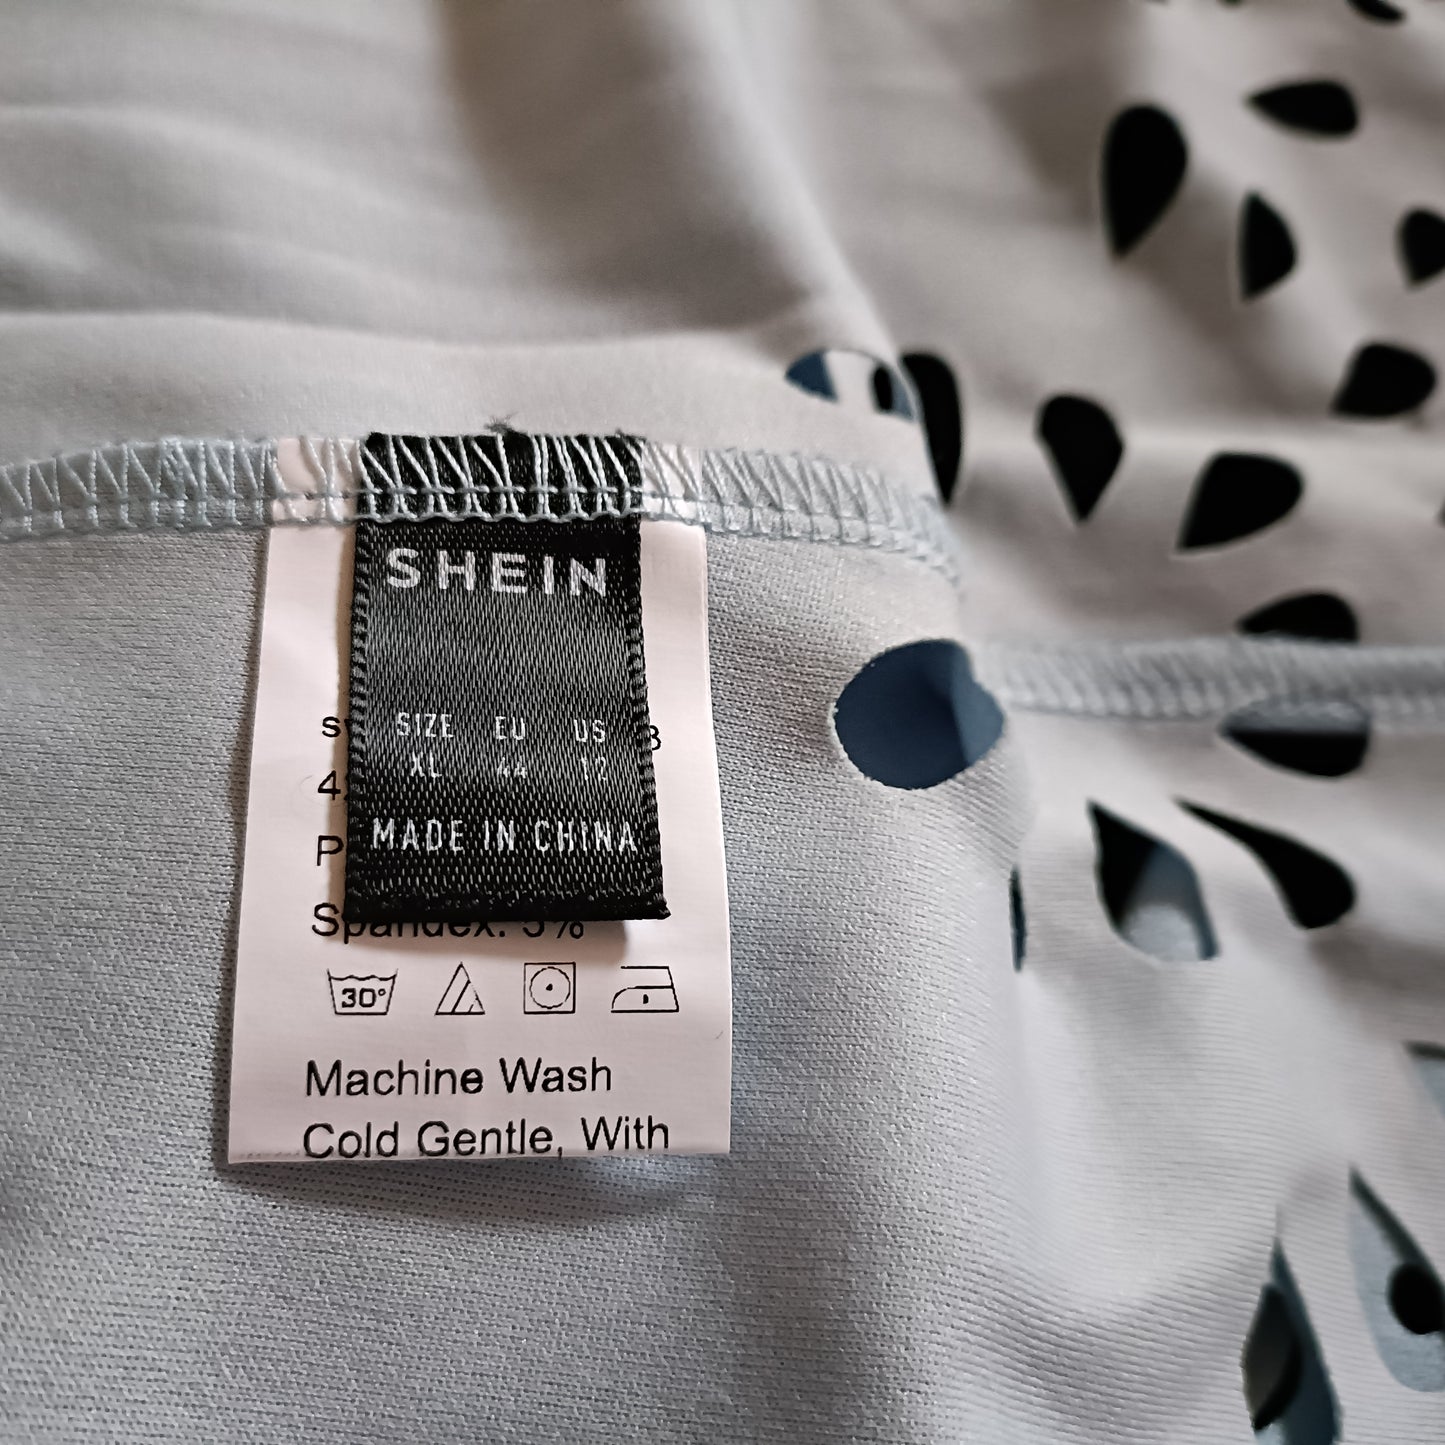 SHEIN
SIZE EU US
XL 44 12
MADE IN CHINA
Spandex: 5%
30°
Machine Wash
Cold Gentle, With